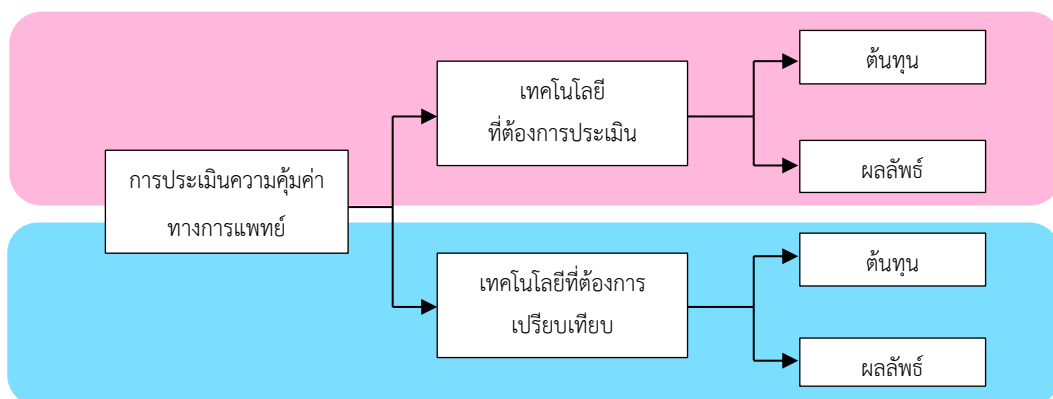 การประเมินความคุ้มค่า
ทางการแพทย์
เทคโนโลยี
ที่ต้องการประเมิน
ต้นทุน
ผลลัพธ์
เทคโนโลยีที่ต้องการ
เปรียบเทียบ
ต้นทุน
ผลลัพธ์